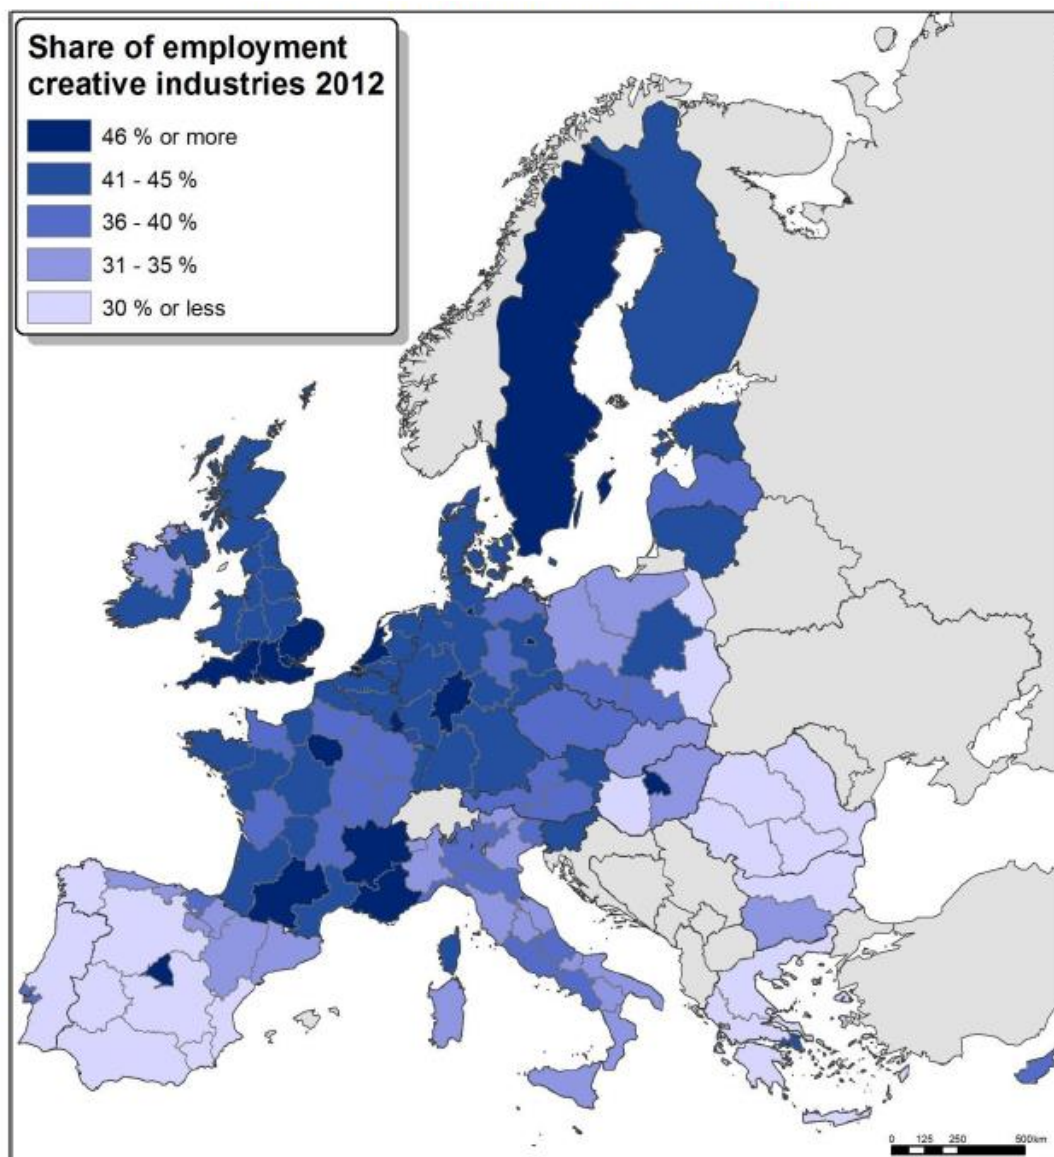 Share of employment
creative industries 2012
46 % or more
41 - 45 %
36 - 40 %
31 - 35 %
30 % or less
0 125 250 500km